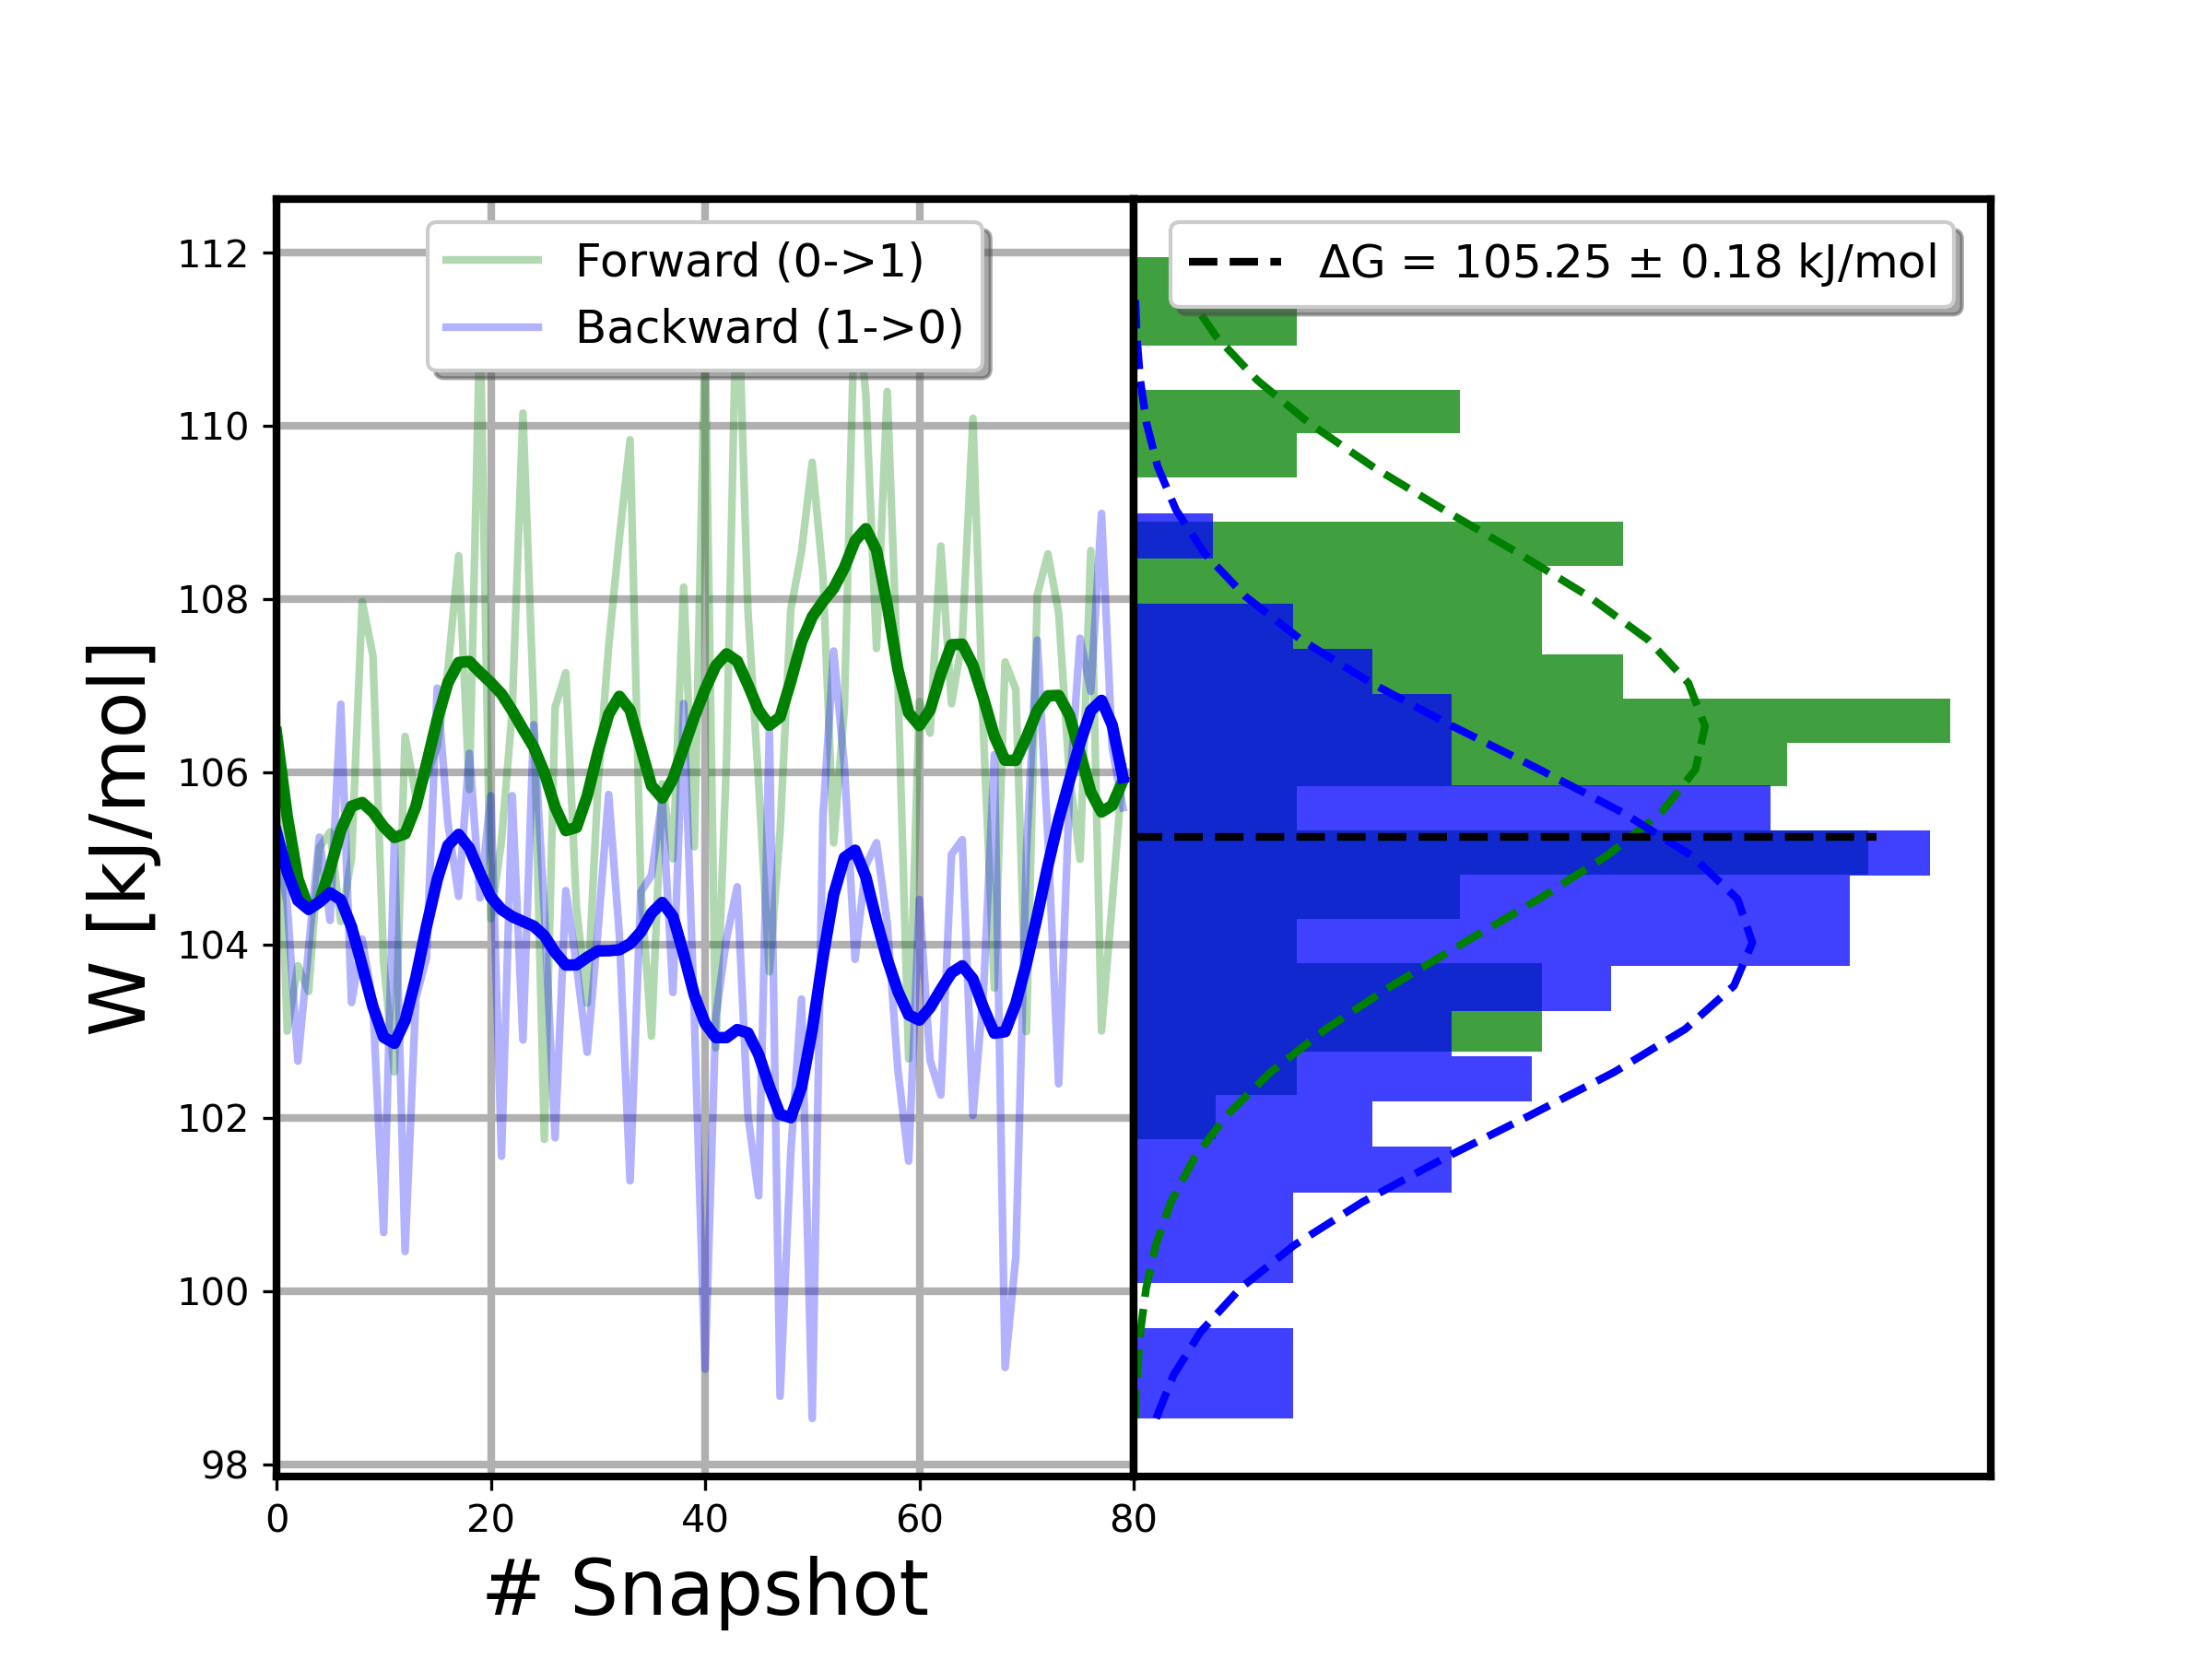 Forward (0->1)
Backward (1->0)
ΔG = 105.25 ± 0.18 kJ/mol
W [kJ/mol]
112
110
108
106
104
102
100
98
0 20 40 60 80
# Snapshot